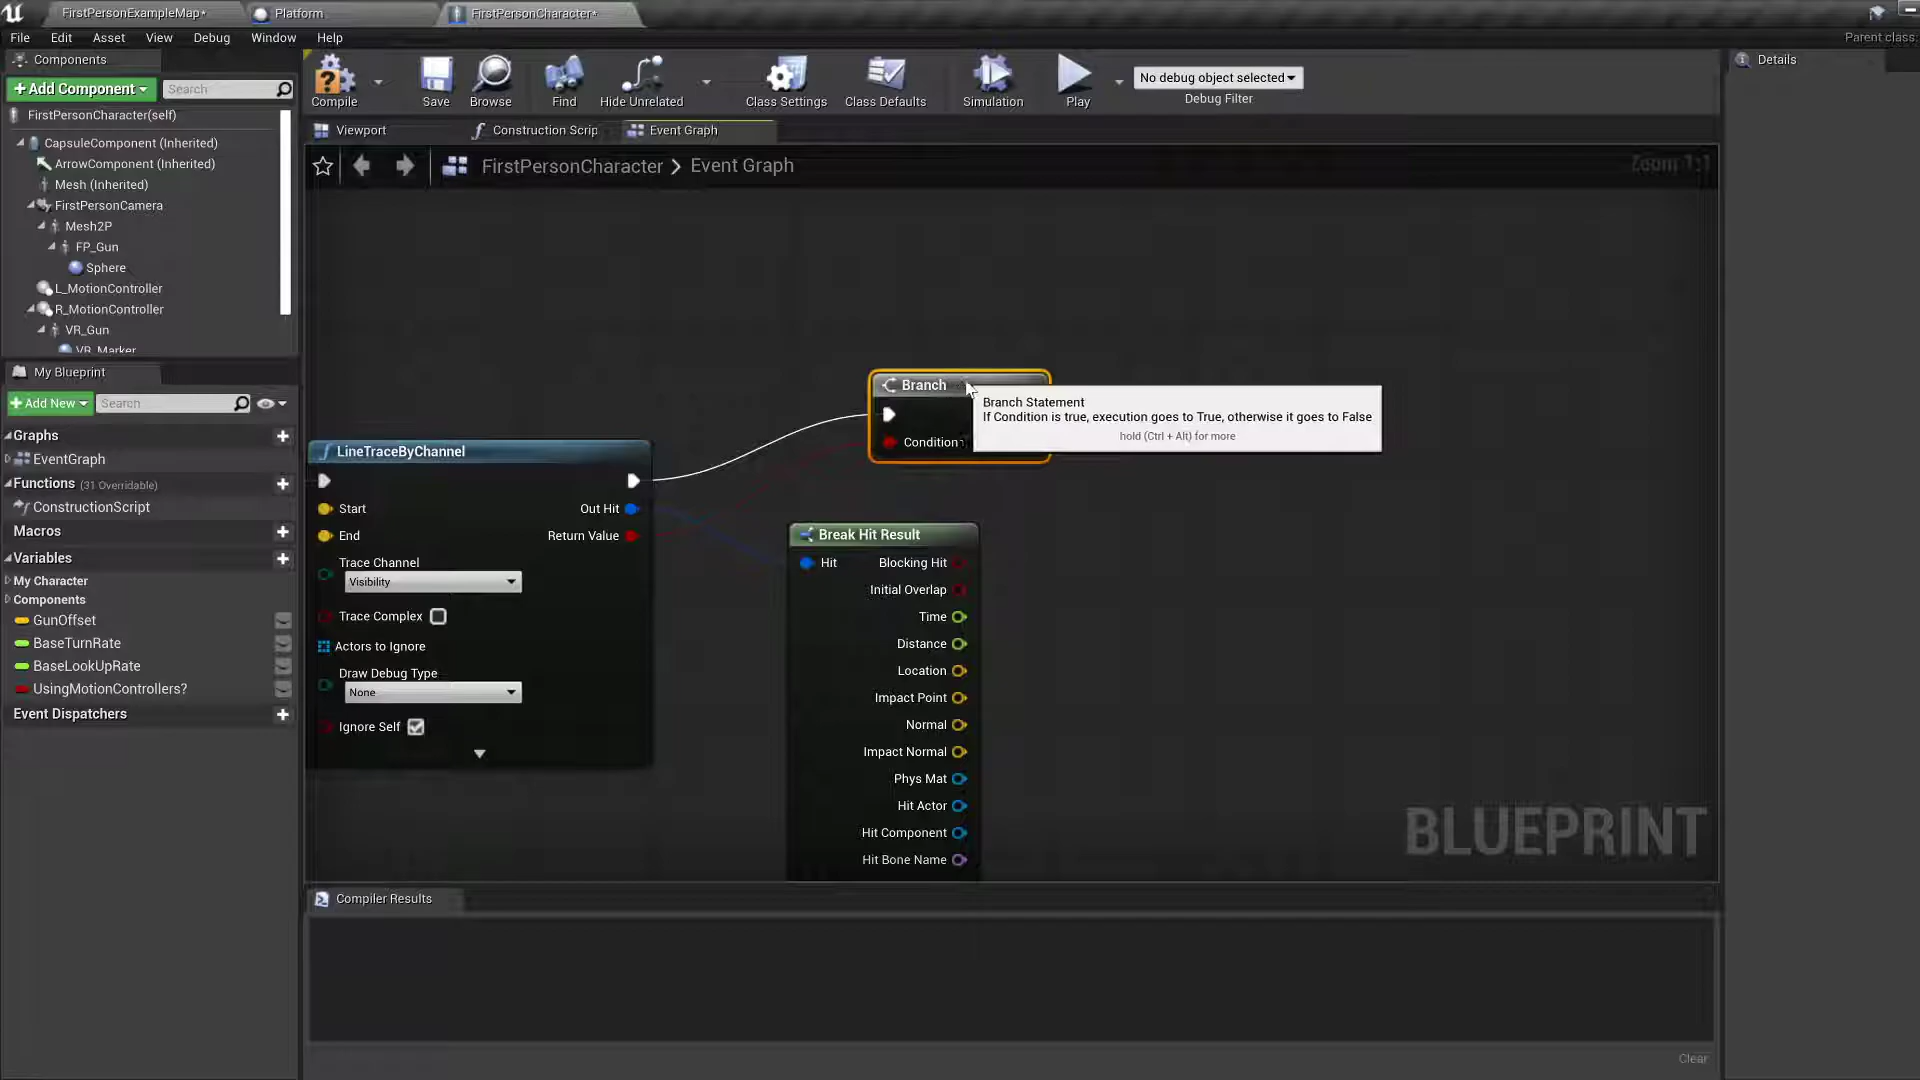 FirstPersonExampleMap*
Platform
FirstPersonCharacter*
File Edit Asset View Debug Window Help
Parent class:
Components
+Add Component
Search
FirstPersonCharacter(self)
CapsuleComponent (Inherited)
ArrowComponent (Inherited)
Mesh (Inherited)
FirstPersonCamera
Mesh2P
FP_Gun
Sphere
L_MotionController
R_MotionController
VR_Gun
VR_Marker
My Blueprint
+Add New
Search
Graphs
EventGraph
Functions (31 Overridable)
ConstructionScript
Macros
Variables
My Character
Components
GunOffset
BaseTurnRate
BaseLookUpRate
UsingMotionControllers?
Event Dispatchers
Compile
Save
Browse
Find
Hide Unrelated
Class Settings
Class Defaults
Simulation
Play
No debug object selected
Debug Filter
Viewport
Construction Scrip
Event Graph
FirstPersonCharacter > Event Graph
Zoom 1:1
LineTraceByChannel
Start
Out Hit
End
Return Value
Trace Channel
Visibility
Trace Complex
Actors to Ignore
Draw Debug Type
None
Ignore Self
Branch
Condition
Branch Statement
If Condition is true, execution goes to True, otherwise it goes to False
hold (Ctrl + Alt) for more
Break Hit Result
Hit
Blocking Hit
Initial Overlap
Time
Distance
Location
Impact Point
Normal
Impact Normal
Phys Mat
Hit Actor
Hit Component
Hit Bone Name
BLUEPRINT
Compiler Results
Clear
Details